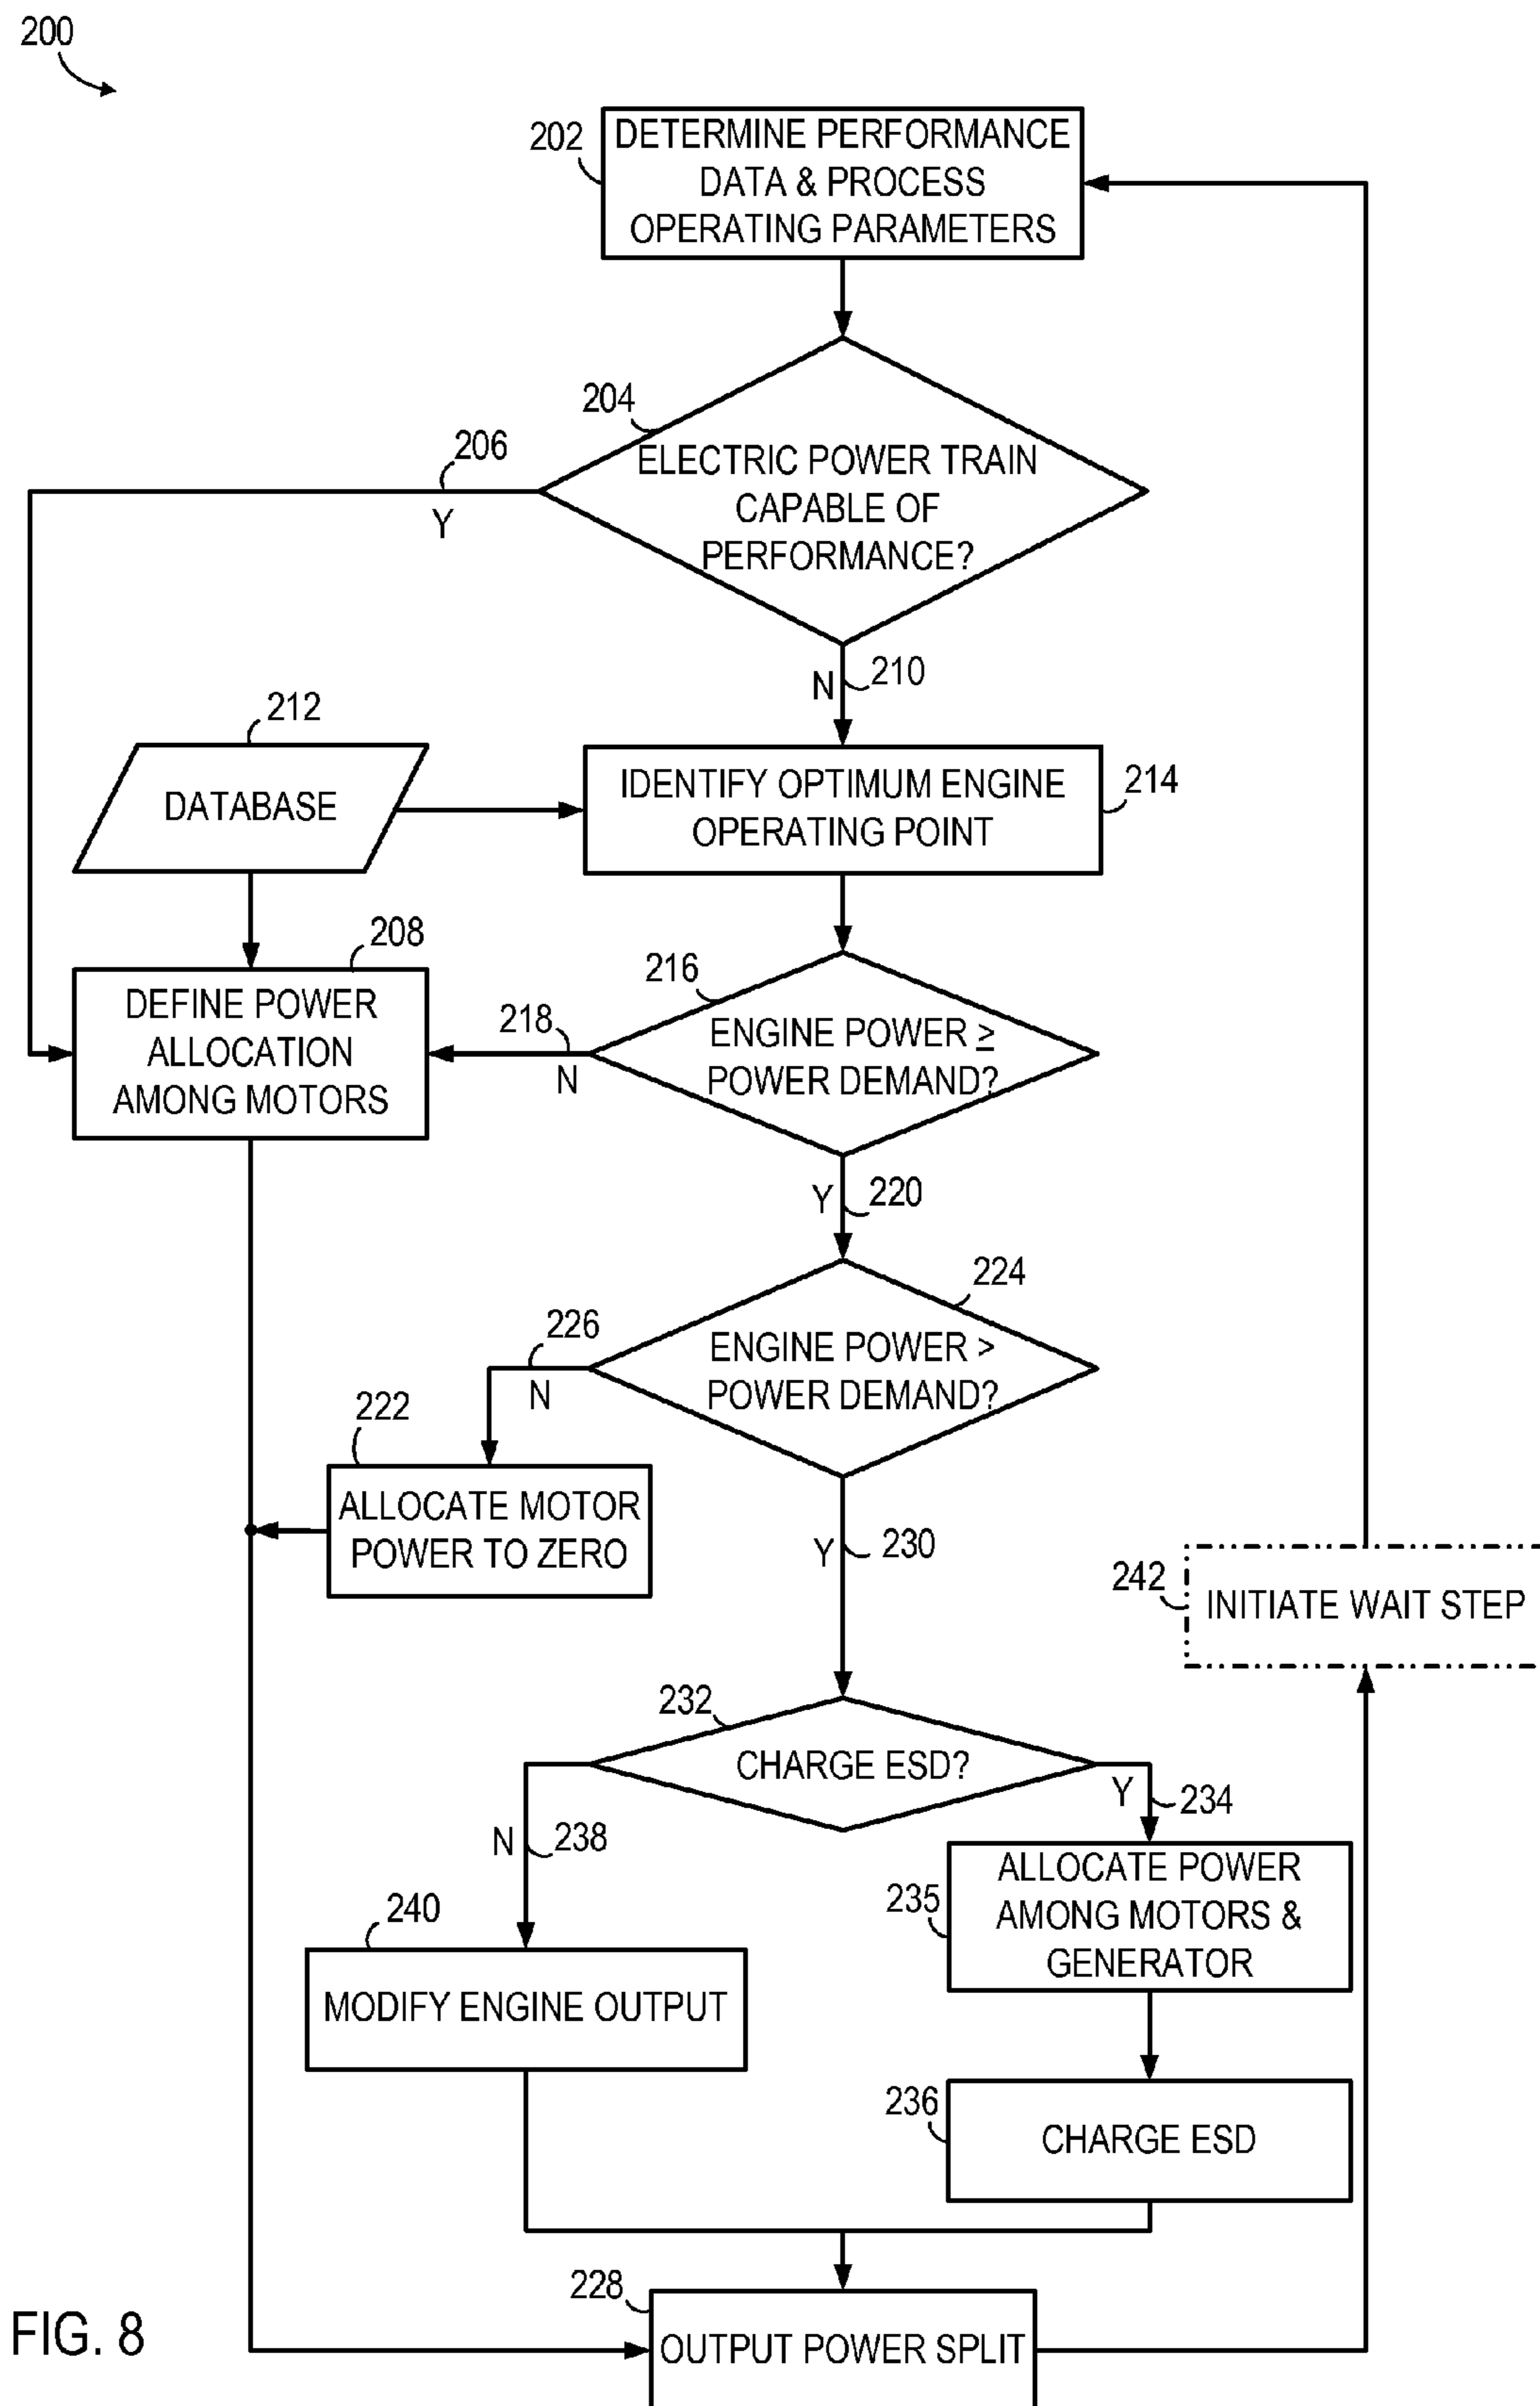 200
202
DETERMINE PERFORMANCE
DATA & PROCESS
OPERATING PARAMETERS
204
206
ELECTRIC POWER TRAIN
CAPABLE OF
PERFORMANCE?
Y
N
210
212
DATABASE
IDENTIFY OPTIMUM ENGINE
OPERATING POINT
214
208
DEFINE POWER
ALLOCATION
AMONG MOTORS
216
218
N
ENGINE POWER ≥
POWER DEMAND?
Y
220
224
226
N
ENGINE POWER >
POWER DEMAND?
222
ALLOCATE MOTOR
POWER TO ZERO
Y
230
242
INITIATE WAIT STEP
232
CHARGE ESD?
Y
234
N
238
235
ALLOCATE POWER
AMONG MOTORS &
GENERATOR
240
MODIFY ENGINE OUTPUT
236
CHARGE ESD
228
OUTPUT POWER SPLIT
FIG. 8